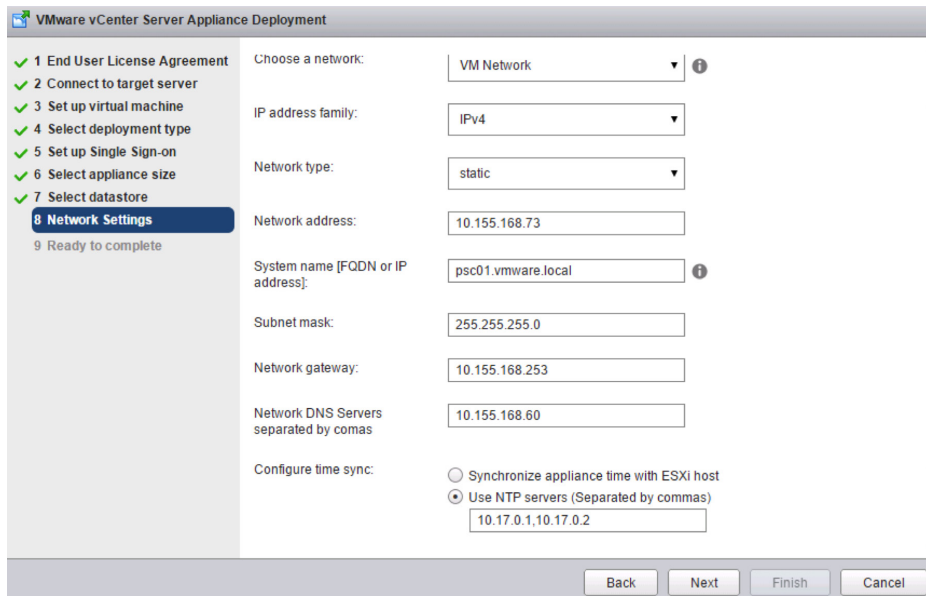 VMware vCenter Server Appliance Deployment
1 End User License Agreement
2 Connect to target server
3 Set up virtual machine
4 Select deployment type
5 Set up Single Sign-on
6 Select appliance size
7 Select datastore
8 Network Settings
9 Ready to complete
Choose a network:
VM Network
IP address family:
IPv4
Network type:
static
Network address:
10.155.168.73
System name [FQDN or IP
address]:
psc01.vmware.local
Subnet mask:
255.255.255.0
Network gateway:
10.155.168.253
Network DNS Servers
separated by comas
10.155.168.60
Configure time sync:
Synchronize appliance time with ESXi host
Use NTP servers (Separated by commas)
10.17.0.1,10.17.0.2
Back
Next
Finish
Cancel